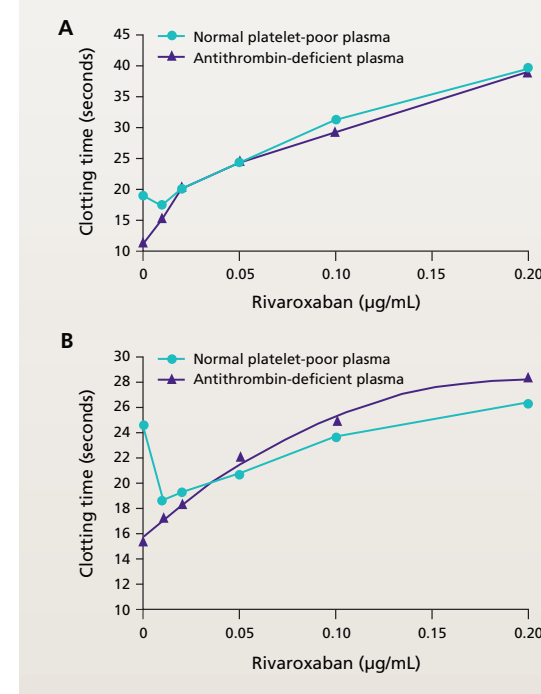 A
Normal platelet-poor plasma
Antithrombin-deficient plasma
Clotting time (seconds)
45
40
35
30
25
20
15
10
0
0.05
0.10
0.15
0.20
Rivaroxaban (µg/mL)
B
Normal platelet-poor plasma
Antithrombin-deficient plasma
Clotting time (seconds)
30
28
26
24
22
20
18
16
14
12
10
0
0.05
0.10
0.15
0.20
Rivaroxaban (µg/mL)